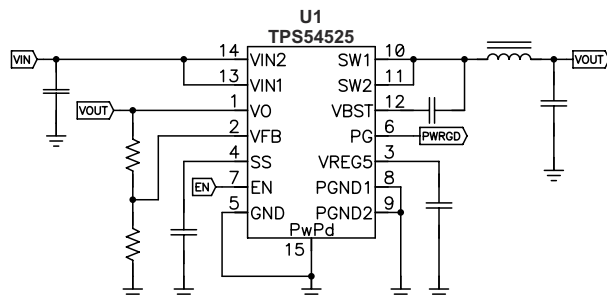 U1
TPS54525
VIN 14 VIN2 SW1 10 VOUT
13 VIN1 SW2 11
VOUT 1 VO VBST 12
2 VFB PG 6 PWRGD
4 SS VREG5 3
EN 7 EN PGND1 8
5 GND PGND2 9
PwPd
15